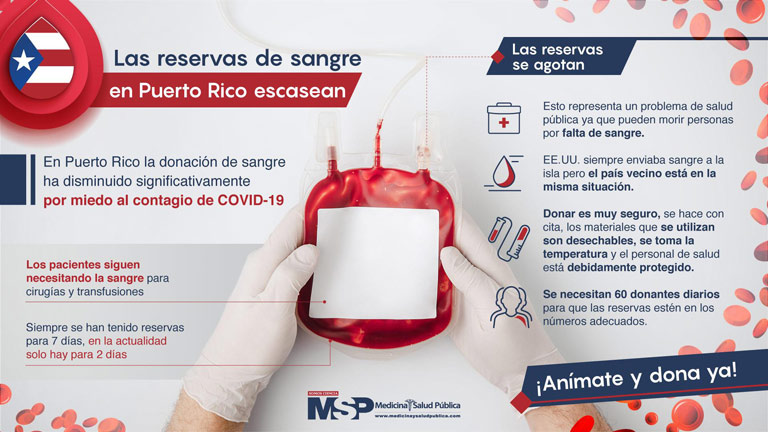 Las reservas de sangre
en Puerto Rico escasean
En Puerto Rico la donación de sangre
ha disminuido significativamente
por miedo al contagio de COVID-19
Los pacientes siguen
necesitando la sangre para
cirugías y transfusiones
Siempre se han tenido reservas
para 7 días, en la actualidad
solo hay para 2 días
Las reservas
se agotan
Esto representa un problema de salud
pública ya que pueden morir personas
por falta de sangre.
EE.UU. siempre enviaba sangre a la
isla pero el país vecino está en la
misma situación.
Donar es muy seguro, se hace con
cita, los materiales que se utilizan
son desechables, se toma la
temperatura y el personal de salud
está debidamente protegido.
Se necesitan 60 donantes diarios
para que las reservas estén en los
números adecuados.
¡Anímate y dona ya!
SOMOS CIENCIA
MSP Medicina Salud Pública
www.medicinaysaludpublica.com